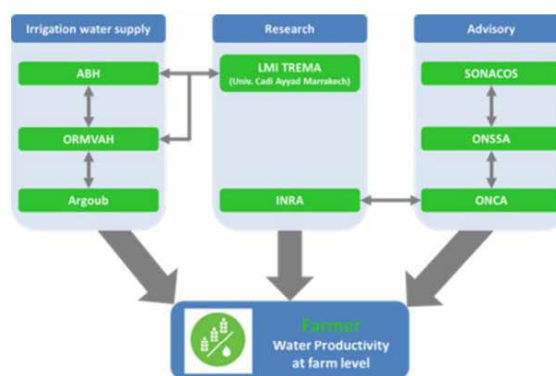 Irrigation water supply
Research
Advisory
ABH
LMI TREMA
(Univ. Cadi Ayyad Marrakech)
SONACOS
ORMVAH
ONSSA
Argoub
INRA
ONCA
Farmer
Water Productivity
at farm level